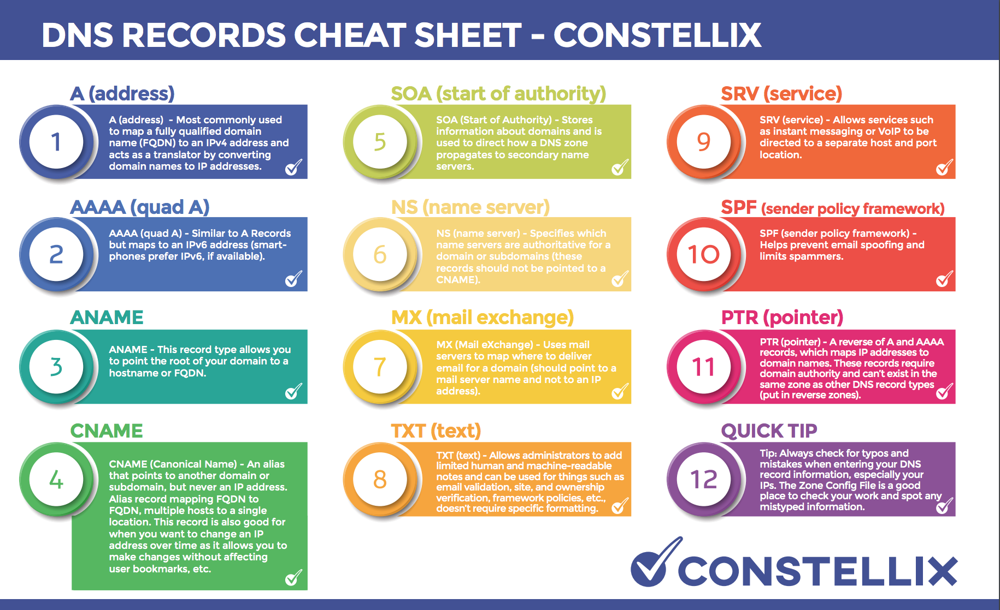 DNS RECORDS CHEAT SHEET - CONSTELLIX
A (address)
1
A (address) - Most commonly used
to map a fully qualified domain
name (FQDN) to an IPv4 address and
acts as a translator by converting
domain names to IP addresses.
AAAA (quad A)
2
AAAA (quad A) - Similar to A Records
but maps to an IPv6 address (smart-
phones prefer IPv6, if available).
ANAME
3
ANAME - This record type allows you
to point the root of your domain to a
hostname or FQDN.
CNAME
4
CNAME (Canonical Name) - An alias
that points to another domain or
subdomain, but never an IP address.
Alias record mapping FQDN to
FQDN, multiple hosts to a single
location. This record is also good for
when you want to change an IP
address over time as it allows you to
make changes without affecting
user bookmarks, etc.
SOA (start of authority)
5
SOA (Start of Authority) - Stores
information about domains and is
used to direct how a DNS zone
propagates to secondary name
servers.
NS (name server)
6
NS (name server) - Specifies which
name servers are authoritative for a
domain or subdomains (these
records should not be pointed to a
CNAME).
MX (mail exchange)
7
MX (Mail eXchange) - Uses mail
servers to map where to deliver
email for a domain (should point to a
mail server name and not to an IP
address).
TXT (text)
8
TXT (text) - Allows administrators to add
limited human and machine-readable
notes and can be used for things such as
email validation, site, and ownership
verification, framework policies, etc.,
doesn't require specific formatting.
SRV (service)
9
SRV (service) - Allows services such
as instant messaging or VoIP to be
directed to a separate host and port
location.
SPF (sender policy framework)
10
SPF (sender policy framework) -
Helps prevent email spoofing and
limits spammers.
PTR (pointer)
11
PTR (pointer) - A reverse of A and AAAA
records, which maps IP addresses to
domain names. These records require
domain authority and can't exist in the
same zone as other DNS record types
(put in reverse zones).
QUICK TIP
12
Tip: Always check for typos and
mistakes when entering your DNS
record information, especially your
IPs. The Zone Config File is a good
place to check your work and spot any
mistyped information.
CONSTELLIX